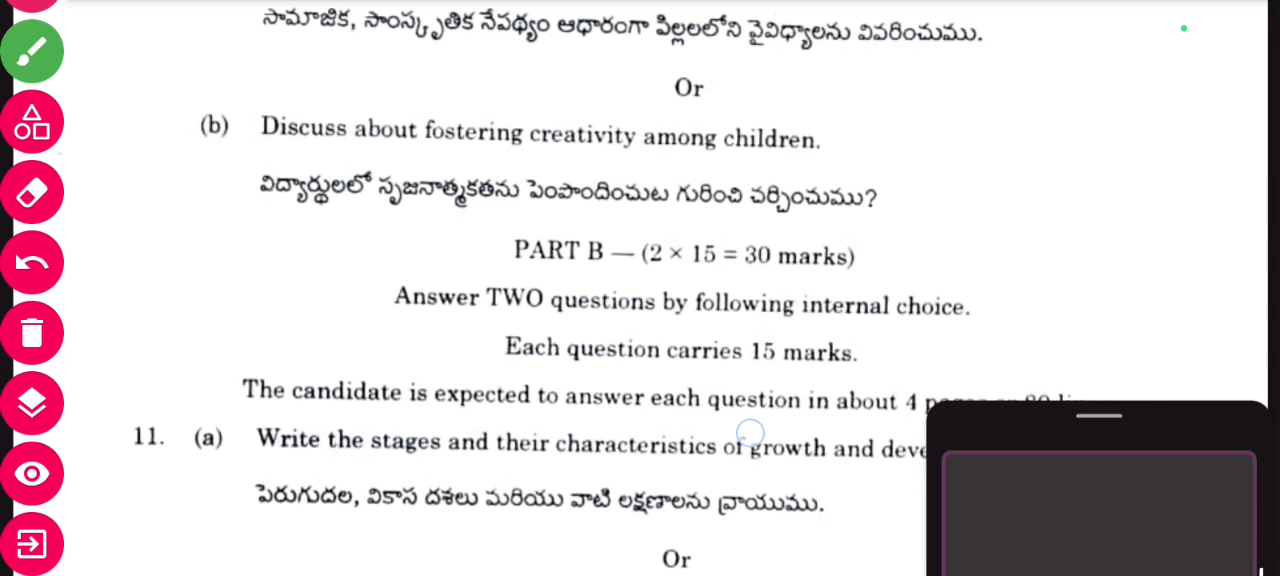 సామాజిక, సాంస్కృతిక నేపథ్యం ఆధారంగా పిల్లలలోని వైవిధ్యాలను వివరించుము.
Or
(b) Discuss about fostering creativity among children.
విద్యార్థులలో సృజనాత్మకతను పెంపొందించుట గురించి చర్చించుము?
PART B — (2 × 15 = 30 marks)
Answer TWO questions by following internal choice.
Each question carries 15 marks.
The candidate is expected to answer each question in about 4
11. (a) Write the stages and their characteristics of growth and
పెరుగుదల, వికాస దశలు మరియు వాటి లక్షణాలను వ్రాయుము.
Or